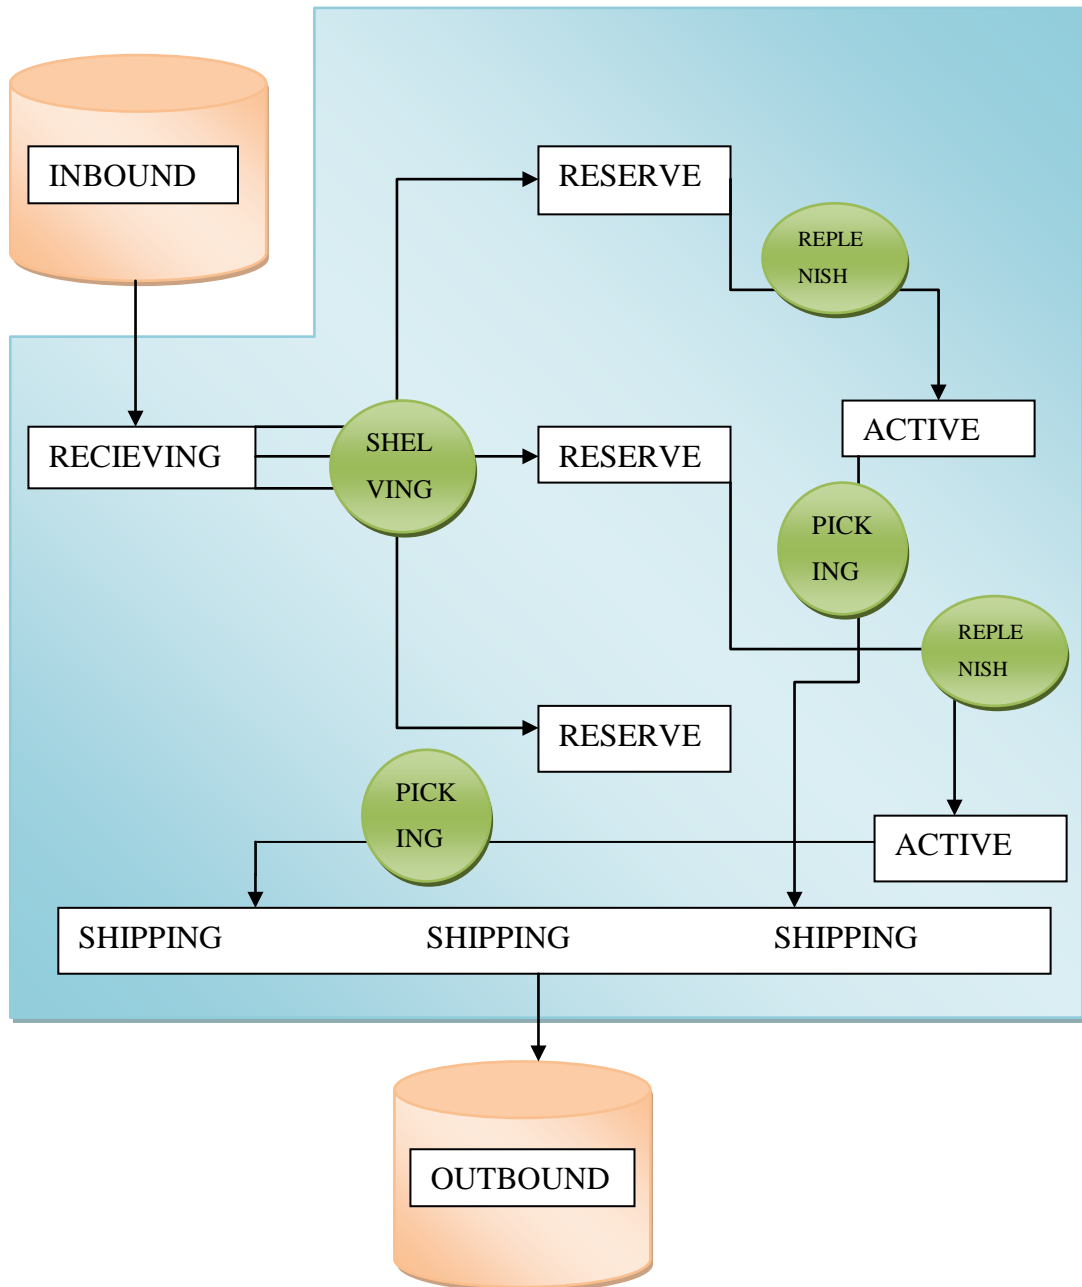 INBOUND
RESERVE
REPLE
NISH
ACTIVE
RECIEVING
SHEL
VING
RESERVE
PICK
ING
REPLE
NISH
RESERVE
PICK
ING
ACTIVE
SHIPPING SHIPPING SHIPPING
OUTBOUND